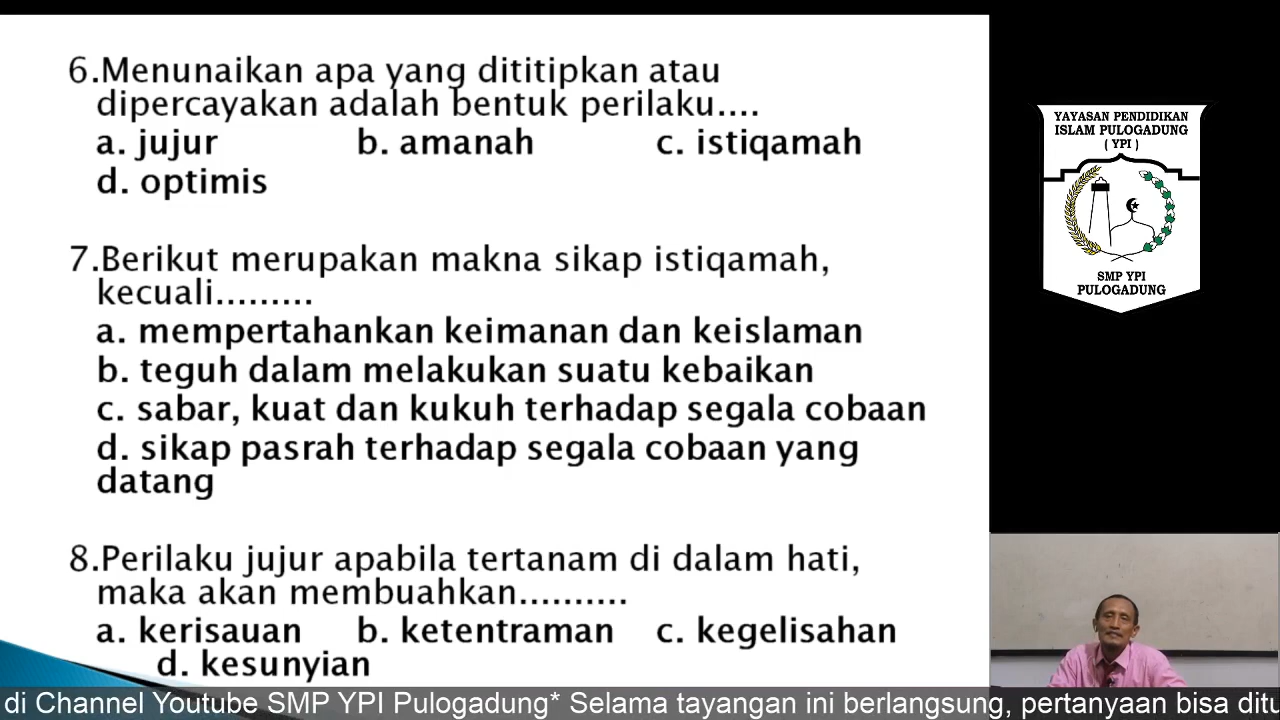 6.Menunaikan apa yang dititipkan atau
dipercayakan adalah bentuk perilaku....
a. jujur b. amanah c. istiqamah
d. optimis
7.Berikut merupakan makna sikap istiqamah,
kecuali.........
a. mempertahankan keimanan dan keislaman
b. teguh dalam melakukan suatu kebaikan
c. sabar, kuat dan kukuh terhadap segala cobaan
d. sikap pasrah terhadap segala cobaan yang
datang
8.Perilaku jujur apabila tertanam di dalam hati,
maka akan membuahkan..........
a. kerisauan b. ketentraman c. kegelisahan
d. kesunyian
YAYASAN PENDIDIKAN
ISLAM PULOGADUNG
( YPI )
SMP YPI
PULOGADUNG
di Channel Youtube SMP YPI Pulogadung* Selama tayangan ini berlangsung, pertanyaan bisa ditu